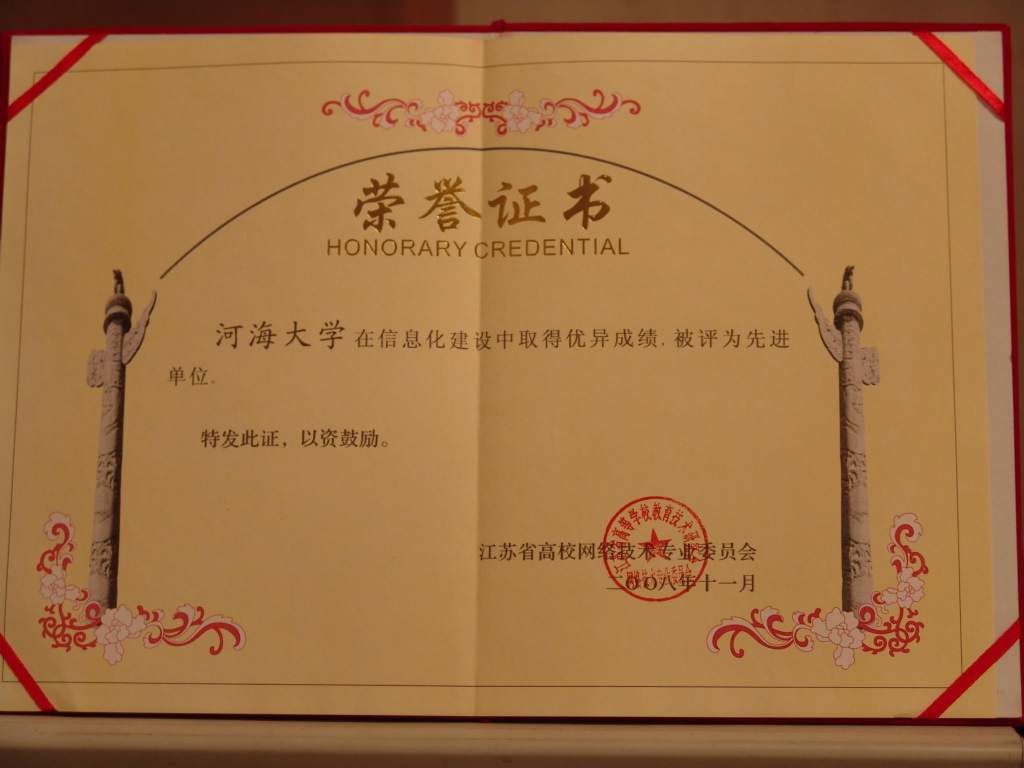 荣誉证书
HONORARY CREDENTIAL
河海大学在信息化建设中取得优异成绩.被评为先进
单位.
特发此证，以资鼓励。
江苏省高校网络技术专业委员会
二〇〇八年十一月